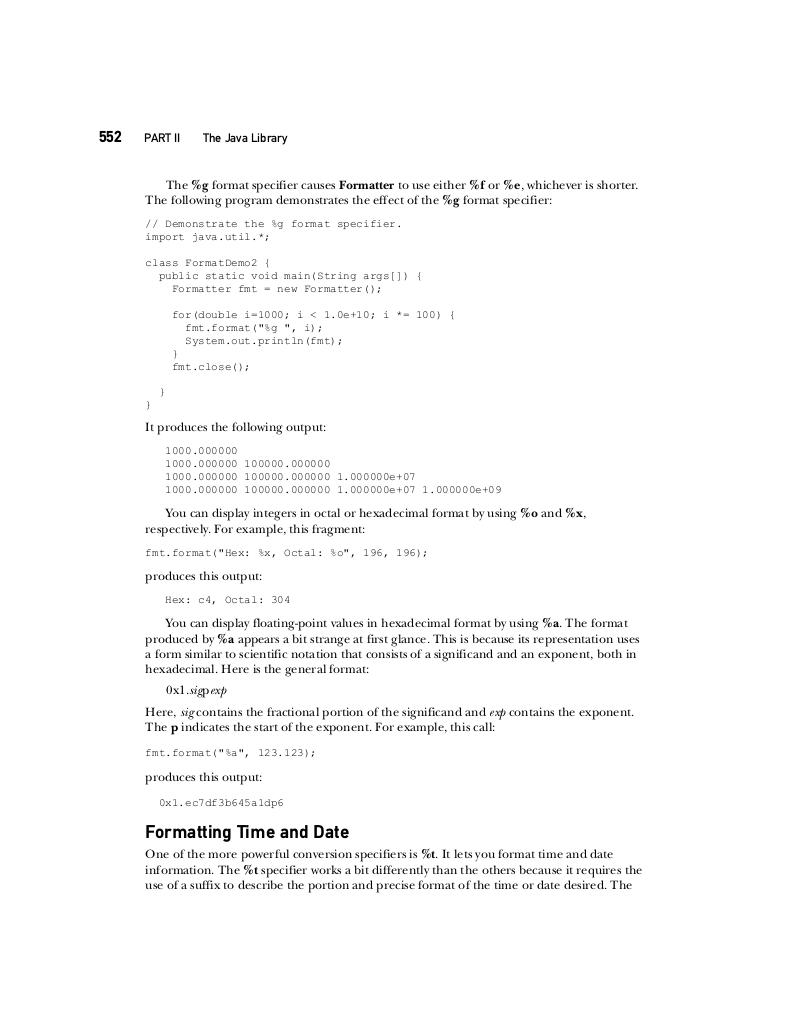 552 PART II The Java Library
The %g format specifier causes Formatter to use either %f or %e, whichever is shorter.
The following program demonstrates the effect of the %g format specifier:
// Demonstrate the %g format specifier.
import java.util.*;
class FormatDemo2 {
public static void main(String args[]) {
Formatter fmt = new Formatter();
for(double i=1000; i < 1.0e+10; i *= 100) {
fmt.format("%g ", i);
System.out.println(fmt);
}
fmt.close();
}
}
It produces the following output:
1000.000000
1000.000000 100000.000000
1000.000000 100000.000000 1.000000e+07
1000.000000 100000.000000 1.000000e+07 1.000000e+09
You can display integers in octal or hexadecimal format by using %o and %x,
respectively. For example, this fragment:
fmt.format("Hex: %x, Octal: %o", 196, 196);
produces this output:
Hex: c4, Octal: 304
You can display floating-point values in hexadecimal format by using %a. The format
produced by %a appears a bit strange at first glance. This is because its representation uses
a form similar to scientific notation that consists of a significand and an exponent, both in
hexadecimal. Here is the general format:
0x1.sigpexp
Here, sig contains the fractional portion of the significand and exp contains the exponent.
The p indicates the start of the exponent. For example, this call:
fmt.format("%a", 123.123);
produces this output:
0x1.ec7df3b645a1dp6
Formatting Time and Date
One of the more powerful conversion specifiers is %t. It lets you format time and date
information. The %t specifier works a bit differently than the others because it requires the
use of a suffix to describe the portion and precise format of the time or date desired. The